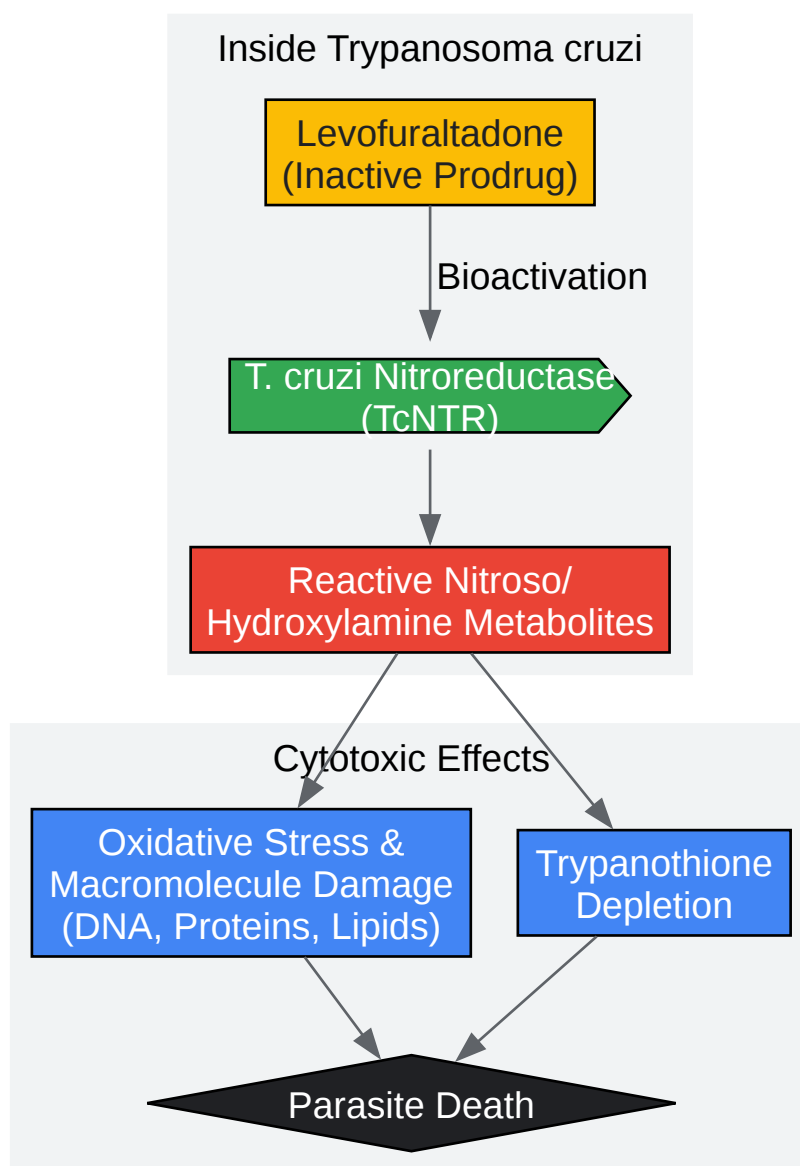 Inside Trypanosoma cruzi
Levofuraltadone
(Inactive Prodrug)
Bioactivation
T. cruzi Nitroreductase
(TcNTR)
Reactive Nitroso/
Hydroxylamine Metabolites
Cytotoxic Effects
Oxidative Stress &
Macromolecule Damage
(DNA, Proteins, Lipids)
Trypanothione
Depletion
Parasite Death